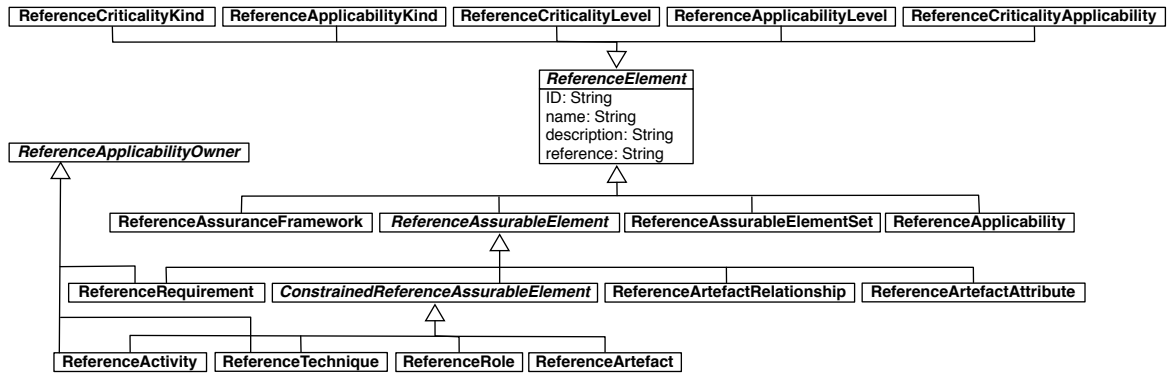 ReferenceCriticalityKind
ReferenceApplicabilityKind
ReferenceCriticalityLevel
ReferenceApplicabilityLevel
ReferenceCriticalityApplicability
ReferenceElement
ID: String
name: String
description: String
reference: String
ReferenceApplicabilityOwner
ReferenceAssuranceFramework
ReferenceAssurableElement
ReferenceAssurableElementSet
ReferenceApplicability
ReferenceRequirement
ConstrainedReferenceAssurableElement
ReferenceArtefactRelationship
ReferenceArtefactAttribute
ReferenceActivity
ReferenceTechnique
ReferenceRole
ReferenceArtefact